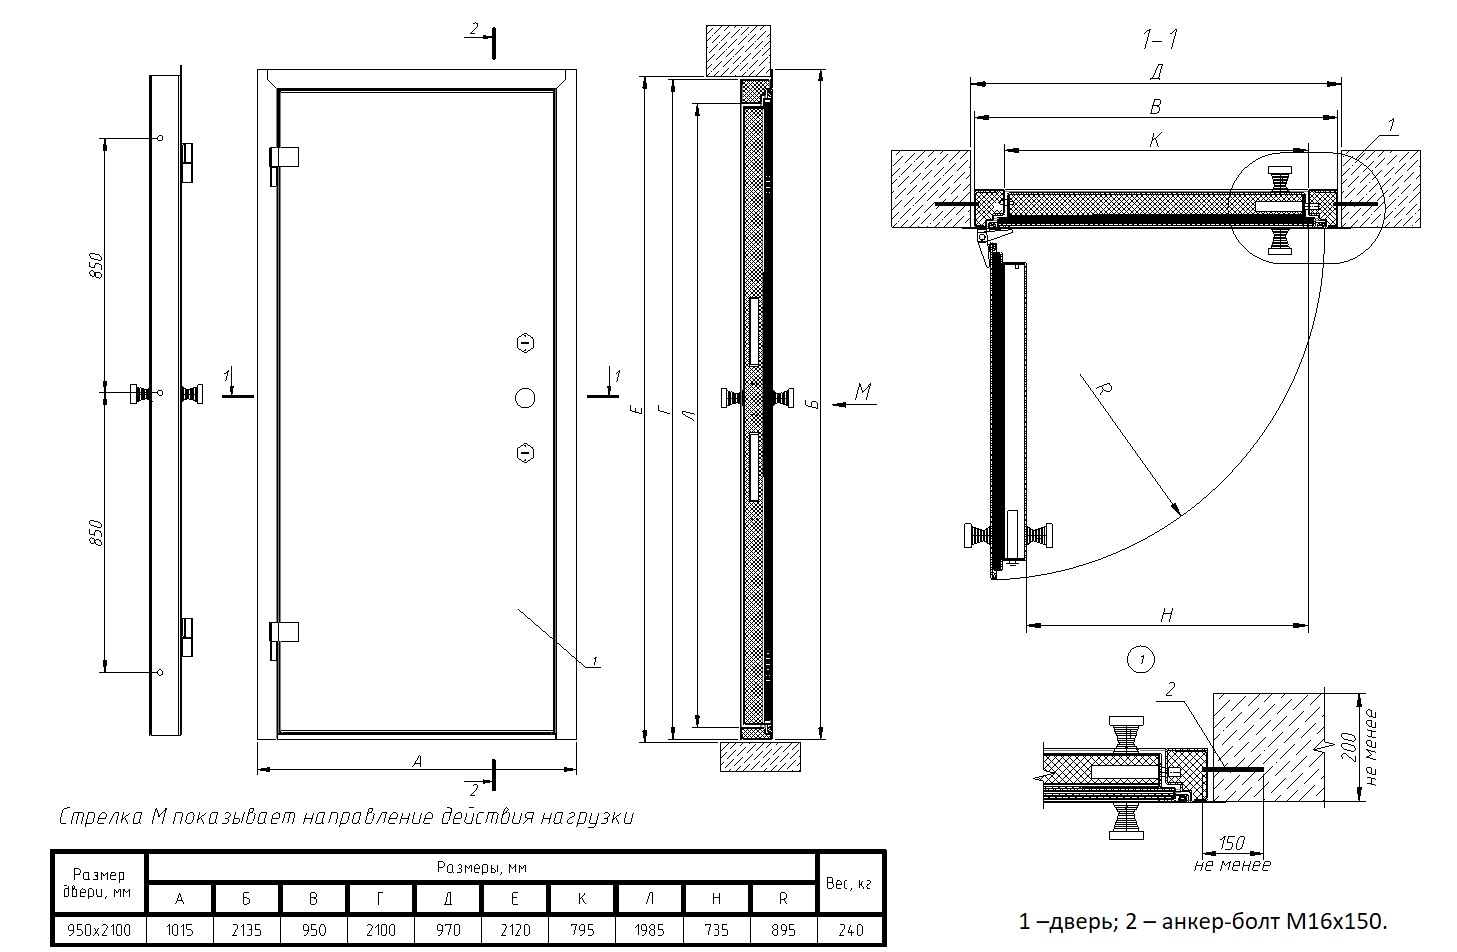 2
1–1
Д
В
К
1
850
1
1
Е
Г
Л
Б
М
R
850
Н
1
1
2
А
2
200
не менее
150
не менее
Стрелка М показывает направление действия нагрузки
Размер двери, мм
Размеры, мм
Вес, кг
А Б В Г Д Е К Л Н R
950х2100 1015 2135 950 2100 970 2120 795 1985 735 895 240
1 –дверь; 2 – анкер-болт М16х150.